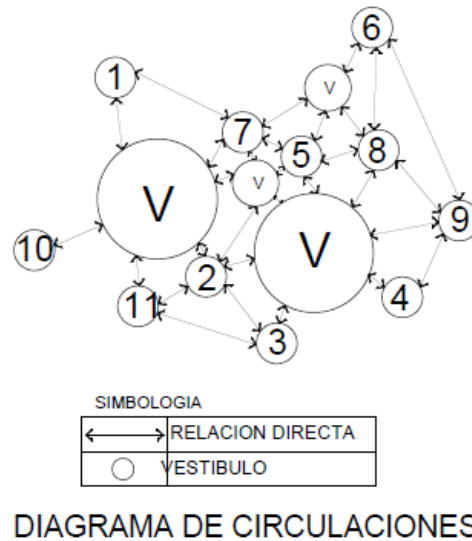 6
1
V
7
5
8
V
V
V
9
10
2
4
11
3
SIMBOLOGIA
RELACION DIRECTA
VESTIBULO
DIAGRAMA DE CIRCULACIONES